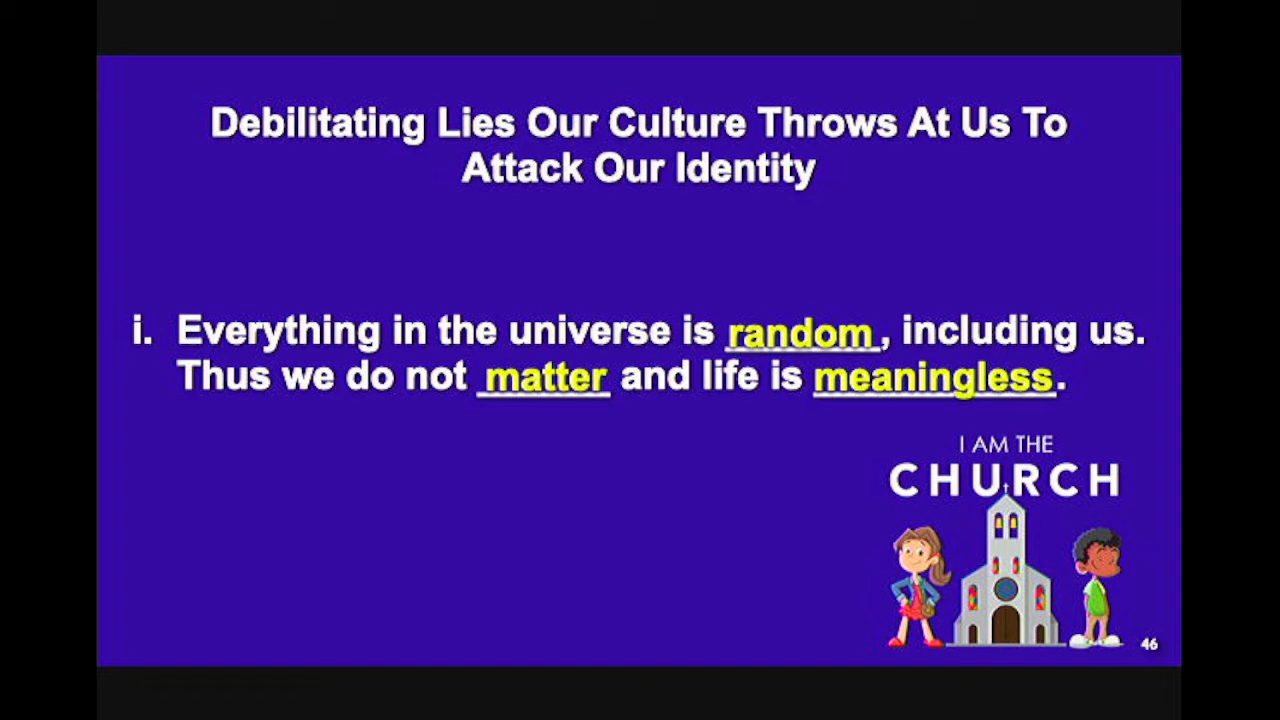 Debilitating Lies Our Culture Throws At Us To
Attack Our Identity
i. Everything in the universe is random, including us.
Thus we do not matter and life is meaningless.
I AM THE
CHURCH
46